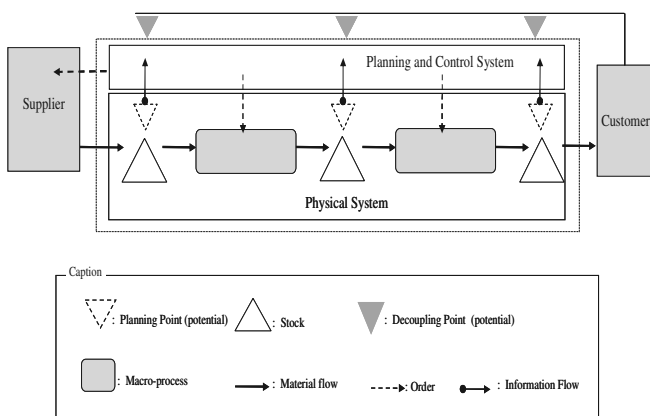 Planning and Control System
Supplier
Customer
Physical System
Caption
: Planning Point (potential)
: Stock
: Decoupling Point (potential)
: Macro-process
: Material flow
: Order
: Information Flow